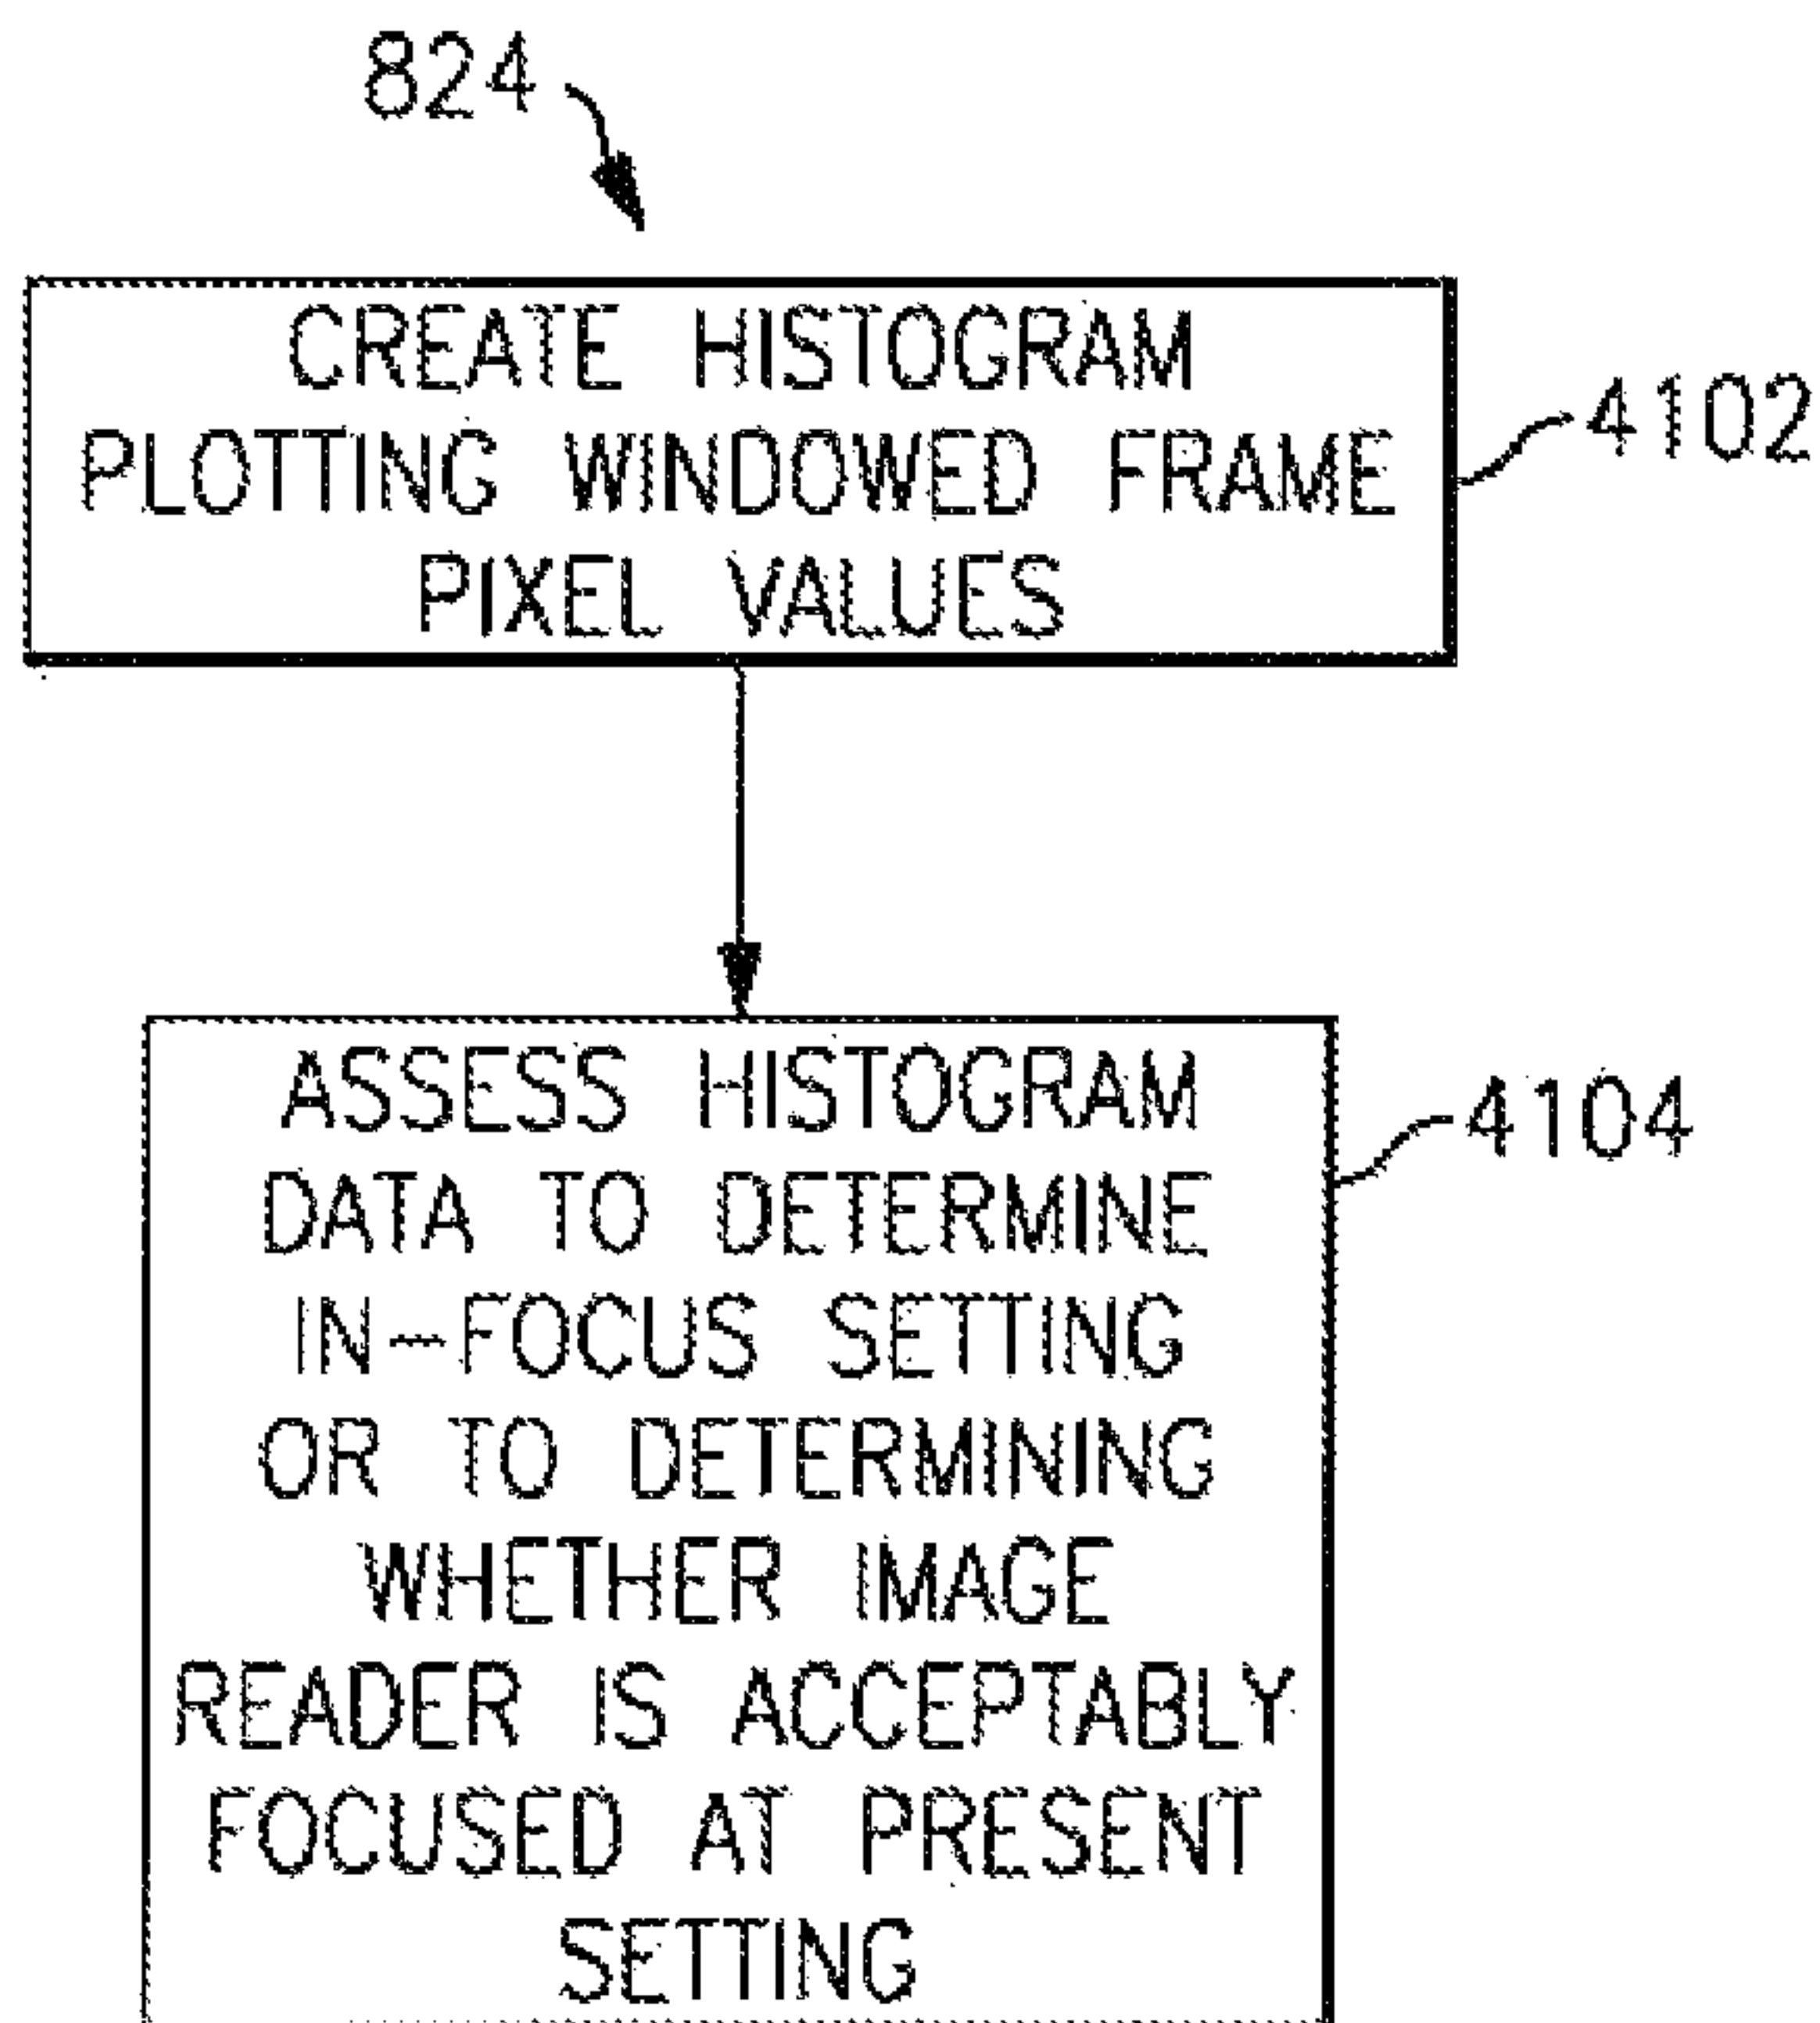 824
CREATE HISTOGRAM
PLOTTING WINDOWED FRAME
PIXEL VALUES
4102
ASSESS HISTOGRAM
DATA TO DETERMINE
IN-FOCUS SETTING
OR TO DETERMINING
WHETHER IMAGE
READER IS ACCEPTABLY
FOCUSED AT PRESENT
SETTING
4104